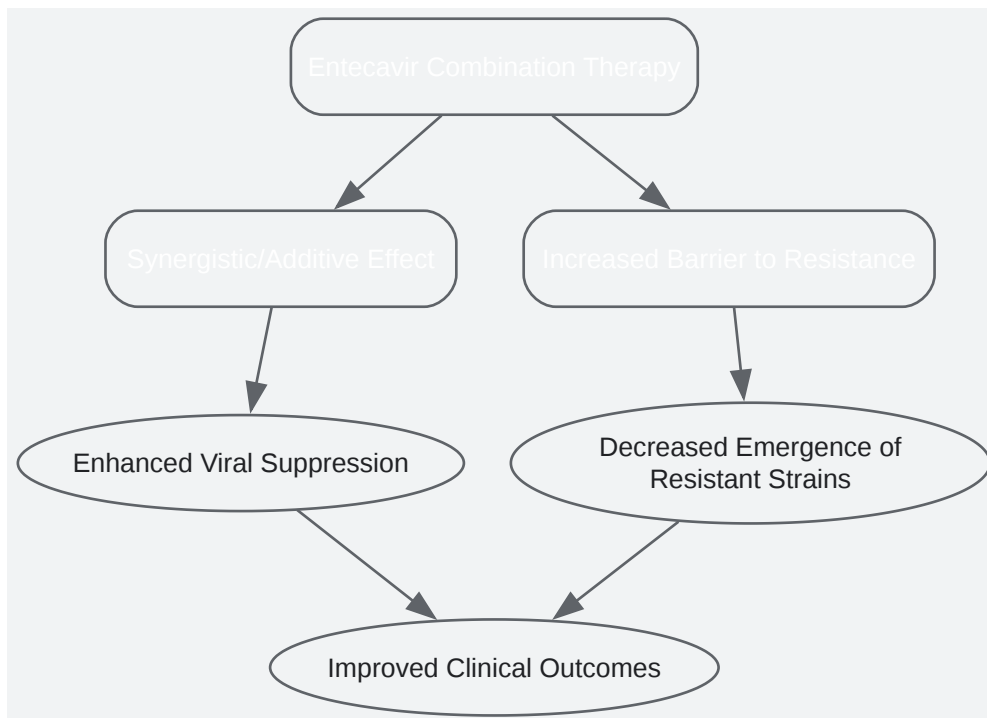 Entecavir Combination Therapy
Synergistic/Additive Effect
Increased Barrier to Resistance
Enhanced Viral Suppression
Decreased Emergence of
Resistant Strains
Improved Clinical Outcomes